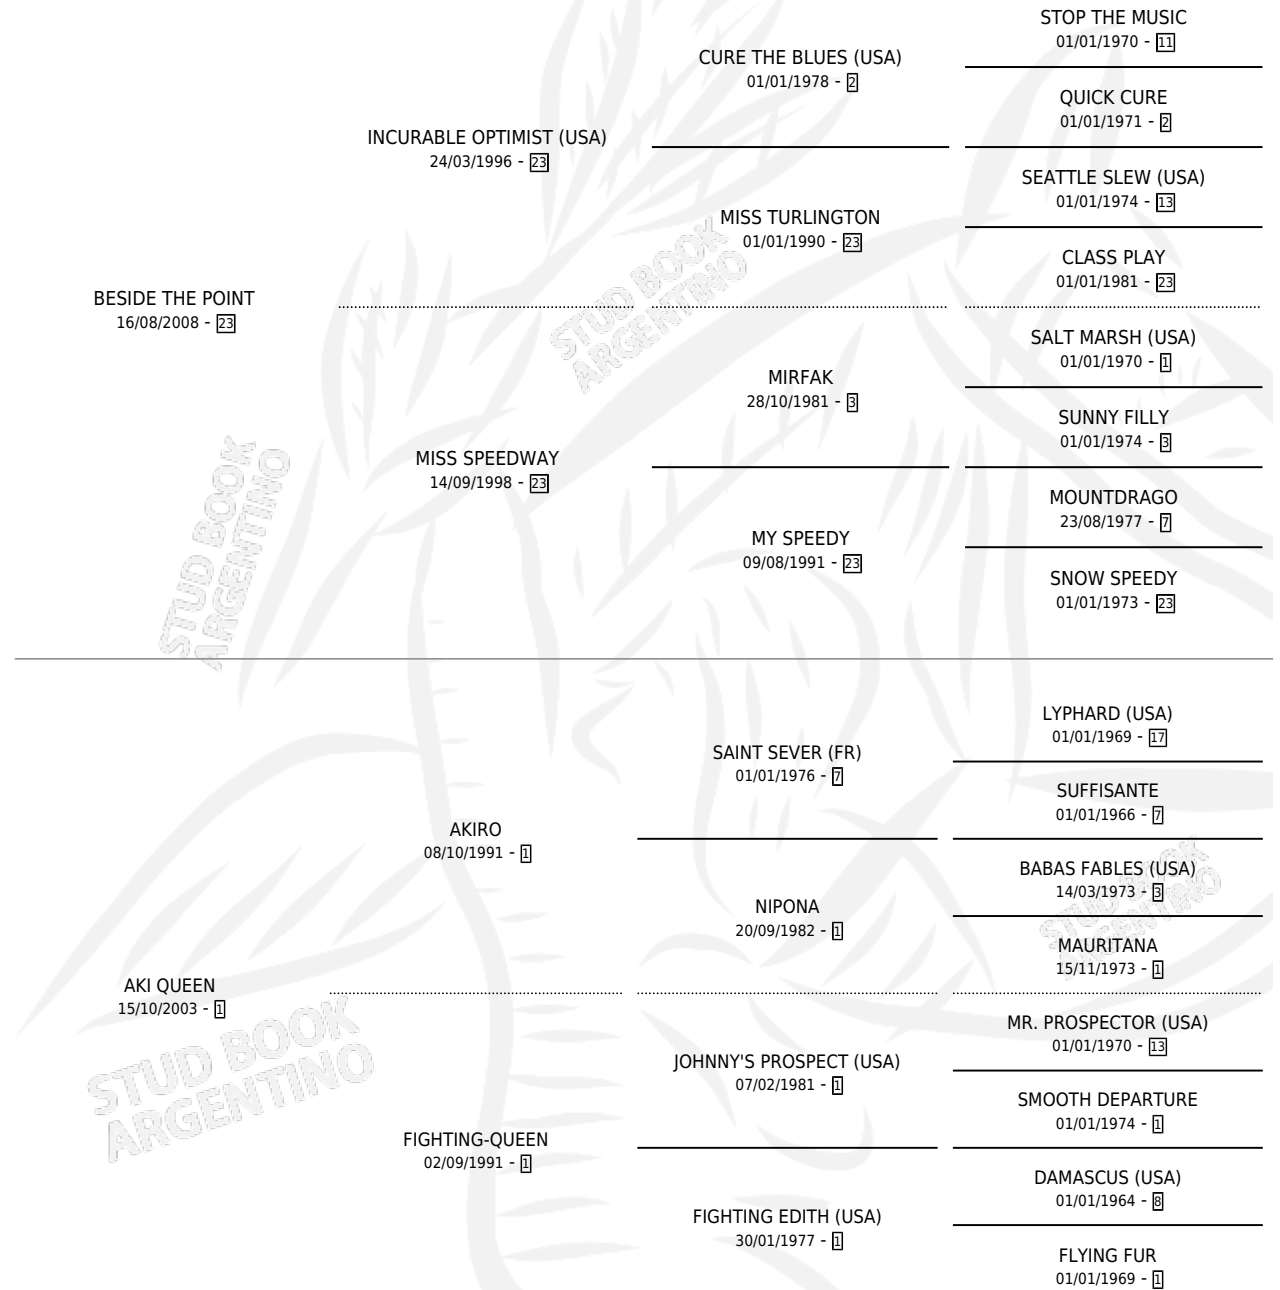 STOP THE MUSIC
01/01/1970 - 11
CURE THE BLUES (USA)
01/01/1978 - 2
QUICK CURE
01/01/1971 - 2
INCURABLE OPTIMIST (USA)
24/03/1996 - 23
SEATTLE SLEW (USA)
01/01/1974 - 13
MISS TURLINGTON
01/01/1990 - 23
CLASS PLAY
01/01/1981 - 23
BESIDE THE POINT
16/08/2008 - 23
STUD BOOK
ARGENTINO
SALT MARSH (USA)
01/01/1970 - 1
MIRFAK
28/10/1981 - 3
SUNNY FILLY
01/01/1974 - 3
MISS SPEEDWAY
14/09/1998 - 23
MOUNTDRAGO
23/08/1977 - 7
MY SPEEDY
09/08/1991 - 23
SNOW SPEEDY
01/01/1973 - 23
STUD BOOK
ARGENTINO
LYPHARD (USA)
01/01/1969 - 17
SAINT SEVER (FR)
01/01/1976 - 7
SUFFISANTE
01/01/1966 - 7
AKIRO
08/10/1991 - 1
BABAS FABLES (USA)
14/03/1973 - 3
STUD BOOK
ARGENTINO
NIPONA
20/09/1982 - 1
MAURITANA
15/11/1973 - 1
AKI QUEEN
15/10/2003 - 1
STUD BOOK
ARGENTINO
MR. PROSPECTOR (USA)
01/01/1970 - 13
JOHNNY'S PROSPECT (USA)
07/02/1981 - 1
SMOOTH DEPARTURE
01/01/1974 - 1
FIGHTING-QUEEN
02/09/1991 - 1
DAMASCUS (USA)
01/01/1964 - 8
FIGHTING EDITH (USA)
30/01/1977 - 1
FLYING FUR
01/01/1969 - 1